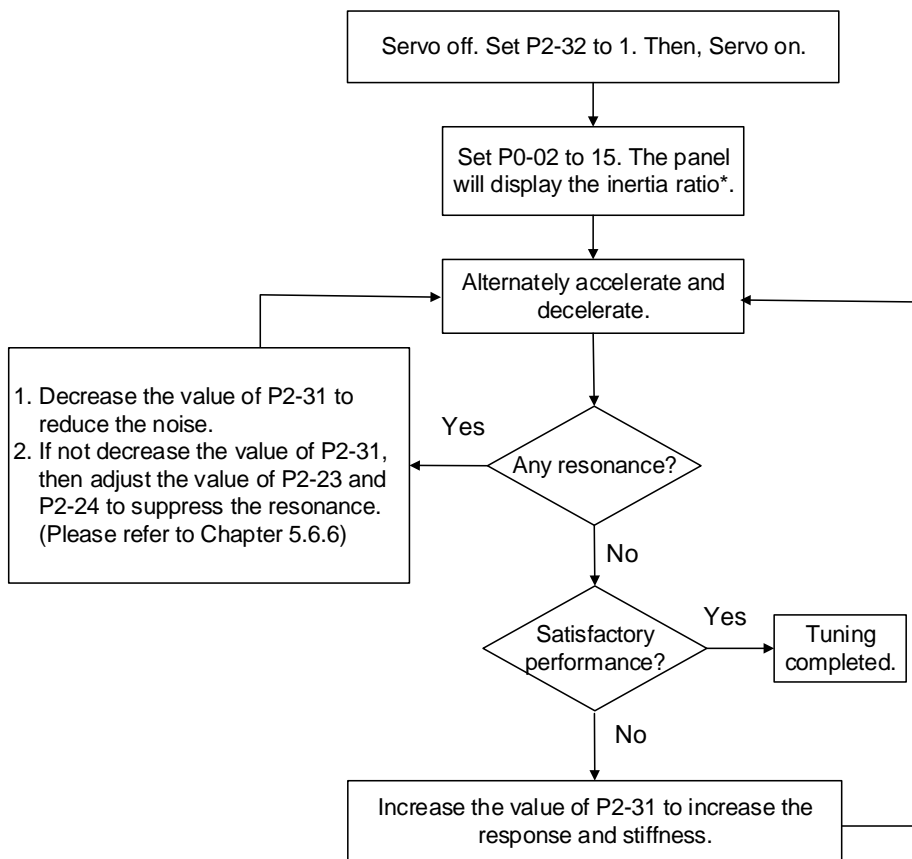 Servo off. Set P2-32 to 1. Then, Servo on.
Set P0-02 to 15. The panel
will display the inertia ratio*.
Alternately accelerate and
decelerate.
1. Decrease the value of P2-31 to
reduce the noise.
2. If not decrease the value of P2-31,
then adjust the value of P2-23 and
P2-24 to suppress the resonance.
(Please refer to Chapter 5.6.6)
Yes
Any resonance?
No
Satisfactory
performance?
Yes
Tuning
completed.
No
Increase the value of P2-31 to increase the
response and stiffness.